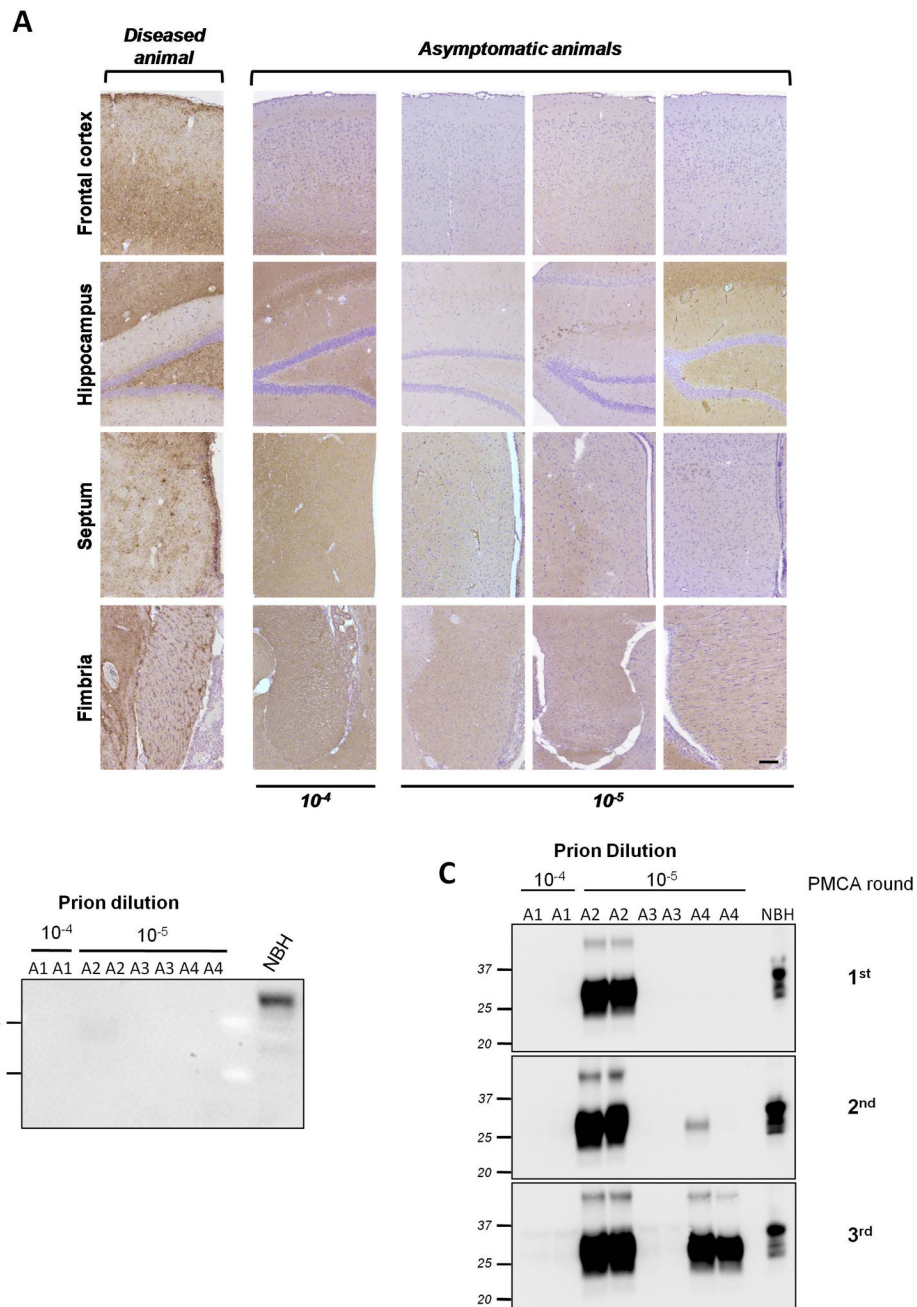 A
Diseased animal
Asymptomatic animals
Frontal cortex
Hippocampus
Septum
Fimbria
10-4
10-5
Prion dilution
10-4
10-5
A1 A1 A2 A2 A3 A3 A4 A4
NBH
C
Prion Dilution
10-4
10-5
PMCA round
A1 A1 A2 A2 A3 A3 A4 A4 NBH
37
25
20
1st
37
25
20
2nd
37
25
20
3rd